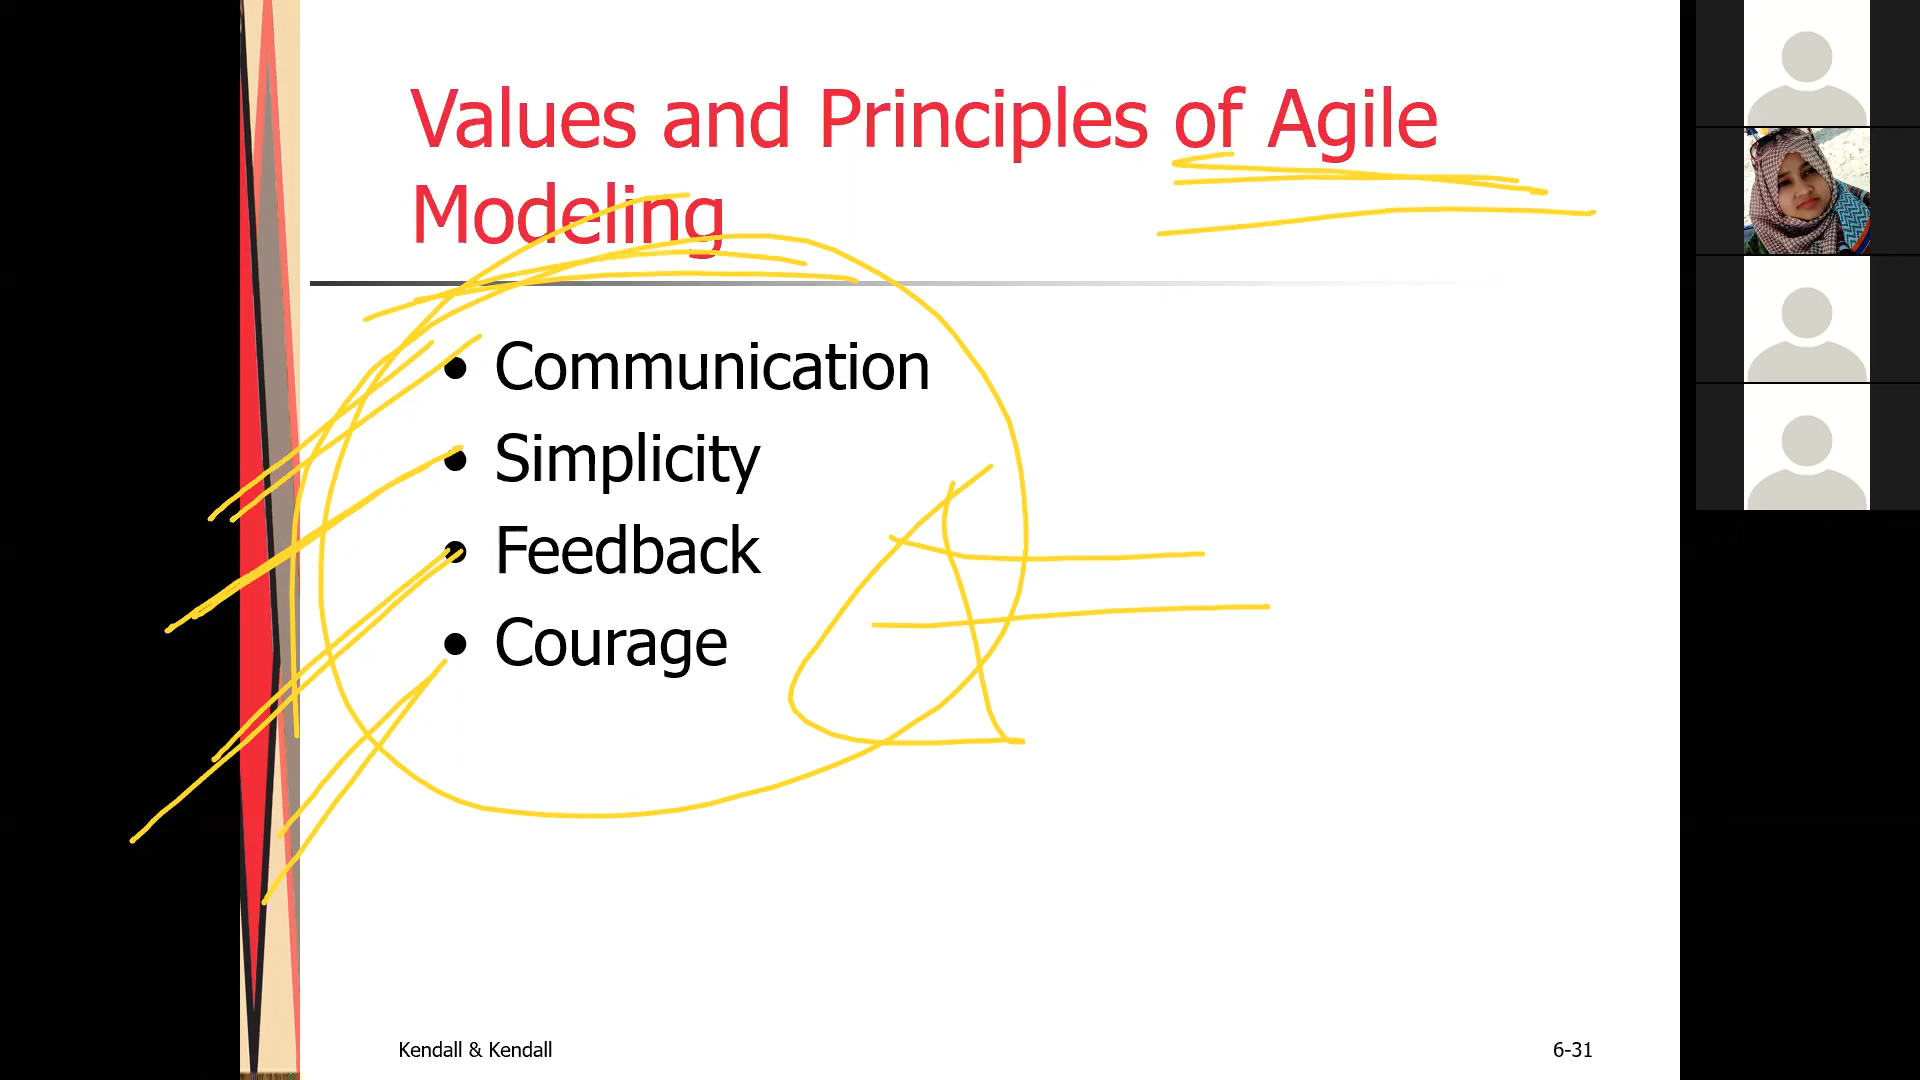 Values and Principles of Agile
Modeling
• Communication
• Simplicity
• Feedback
• Courage
Kendall & Kendall
6-31